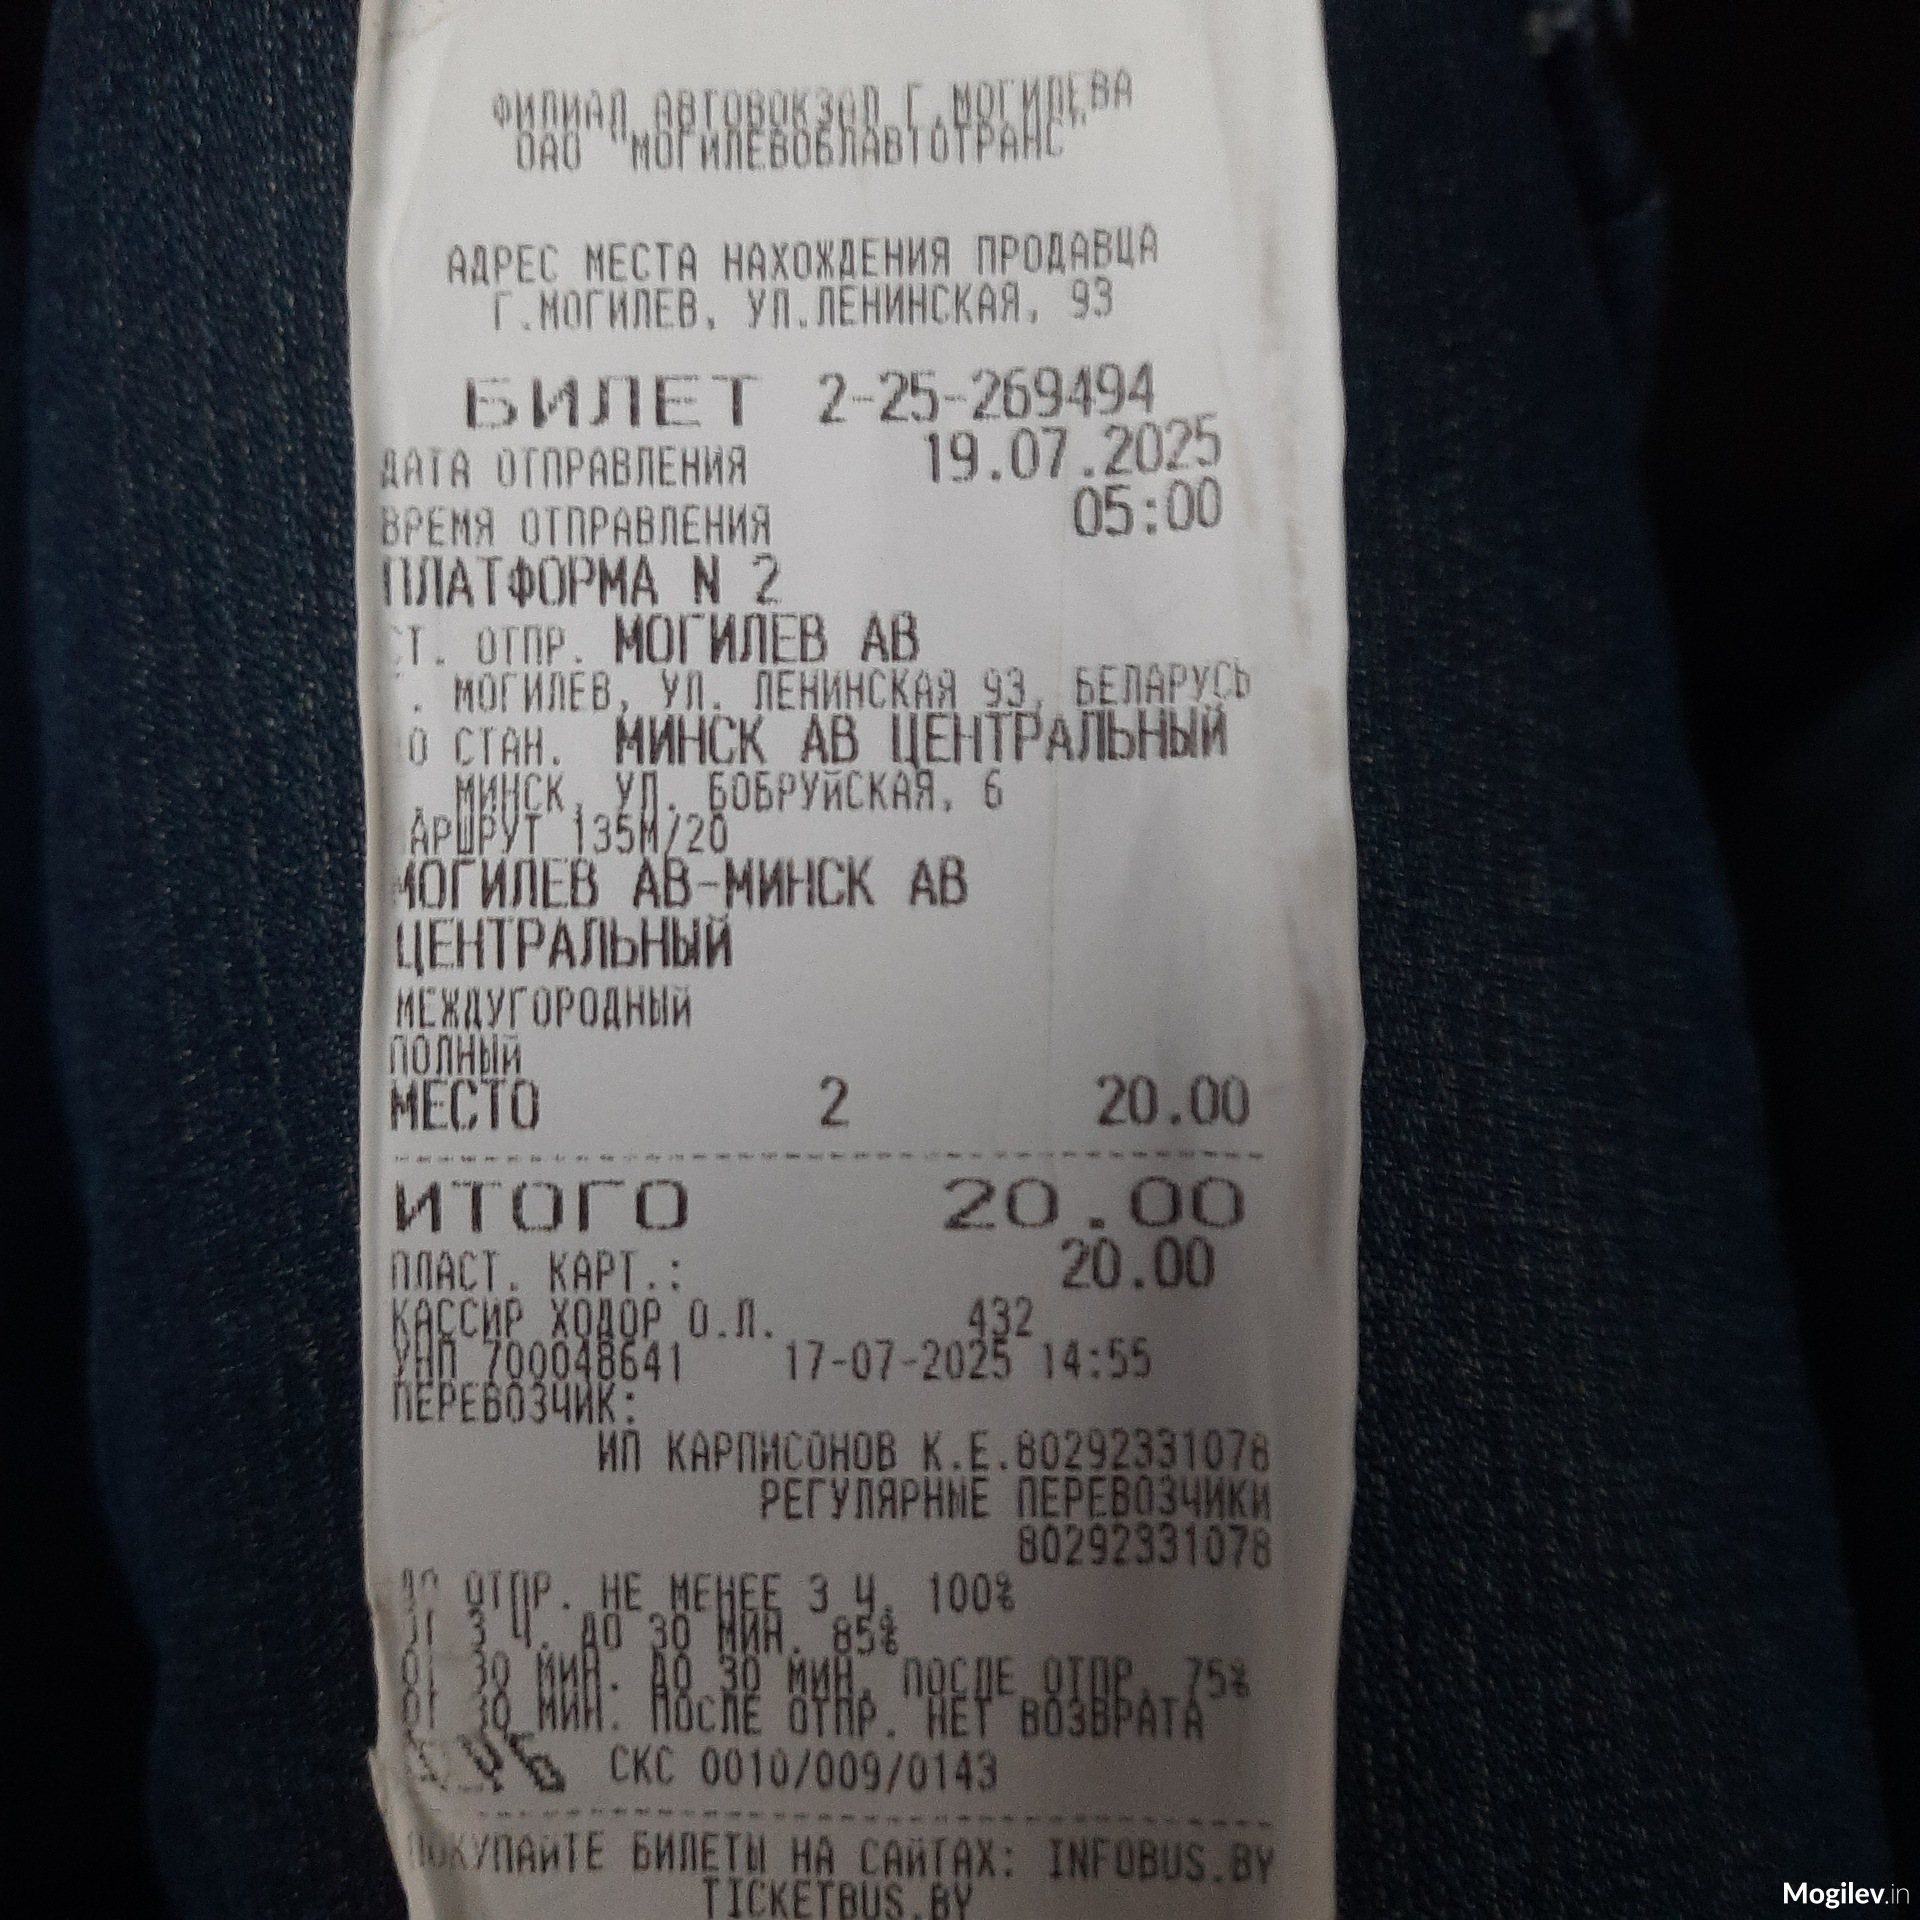 ФИЛИАЛ АВТОВОКЗАЛ Г.МОГИЛЕВА
ОАО "МОГИЛЕВОБЛАВТОТРАНС"
АДРЕС МЕСТА НАХОЖДЕНИЯ ПРОДАВЦА
Г.МОГИЛЕВ, УЛ.ЛЕНИНСКАЯ, 93
БИЛЕТ 2-25-269494
ДАТА ОТПРАВЛЕНИЯ 19.07.2025
ВРЕМЯ ОТПРАВЛЕНИЯ 05:00
ПЛАТФОРМА N 2
СТ. ОТПР. МОГИЛЕВ АВ
. МОГИЛЕВ, УЛ. ЛЕНИНСКАЯ 93, БЕЛАРУСЬ
О СТАН. МИНСК АВ ЦЕНТРАЛЬНЫЙ
. МИНСК, УЛ. БОБРУЙСКАЯ, 6
АРШРУТ 135М/20
МОГИЛЕВ АВ-МИНСК АВ
ЦЕНТРАЛЬНЫЙ
МЕЖДУГОРОДНЫЙ
ПОЛНЫЙ
МЕСТО 2 20.00
ИТОГО 20.00
ПЛАСТ. КАРТ.: 20.00
КАССИР ХОДОР О.Л. 432
УНП 700048641 17-07-2025 14:55
ПЕРЕВОЗЧИК:
ИП КАРПИСОНОВ К.Е.80292331078
РЕГУЛЯРНЫЕ ПЕРЕВОЗЧИКИ
80292331078
ДО ОТПР. НЕ МЕНЕЕ 3 Ч. 100%
ОТ 3 Ч. ДО 30 МИН. 85%
ОТ 30 МИН. ДО 30 МИН. ПОСЛЕ ОТПР. 75%
ОТ 30 МИН. ПОСЛЕ ОТПР. НЕТ ВОЗВРАТА
СКС 0010/009/0143
ПОКУПАЙТЕ БИЛЕТЫ НА САЙТАХ: INFOBUS.BY
TICKETBUS.BY
Mogilev.in